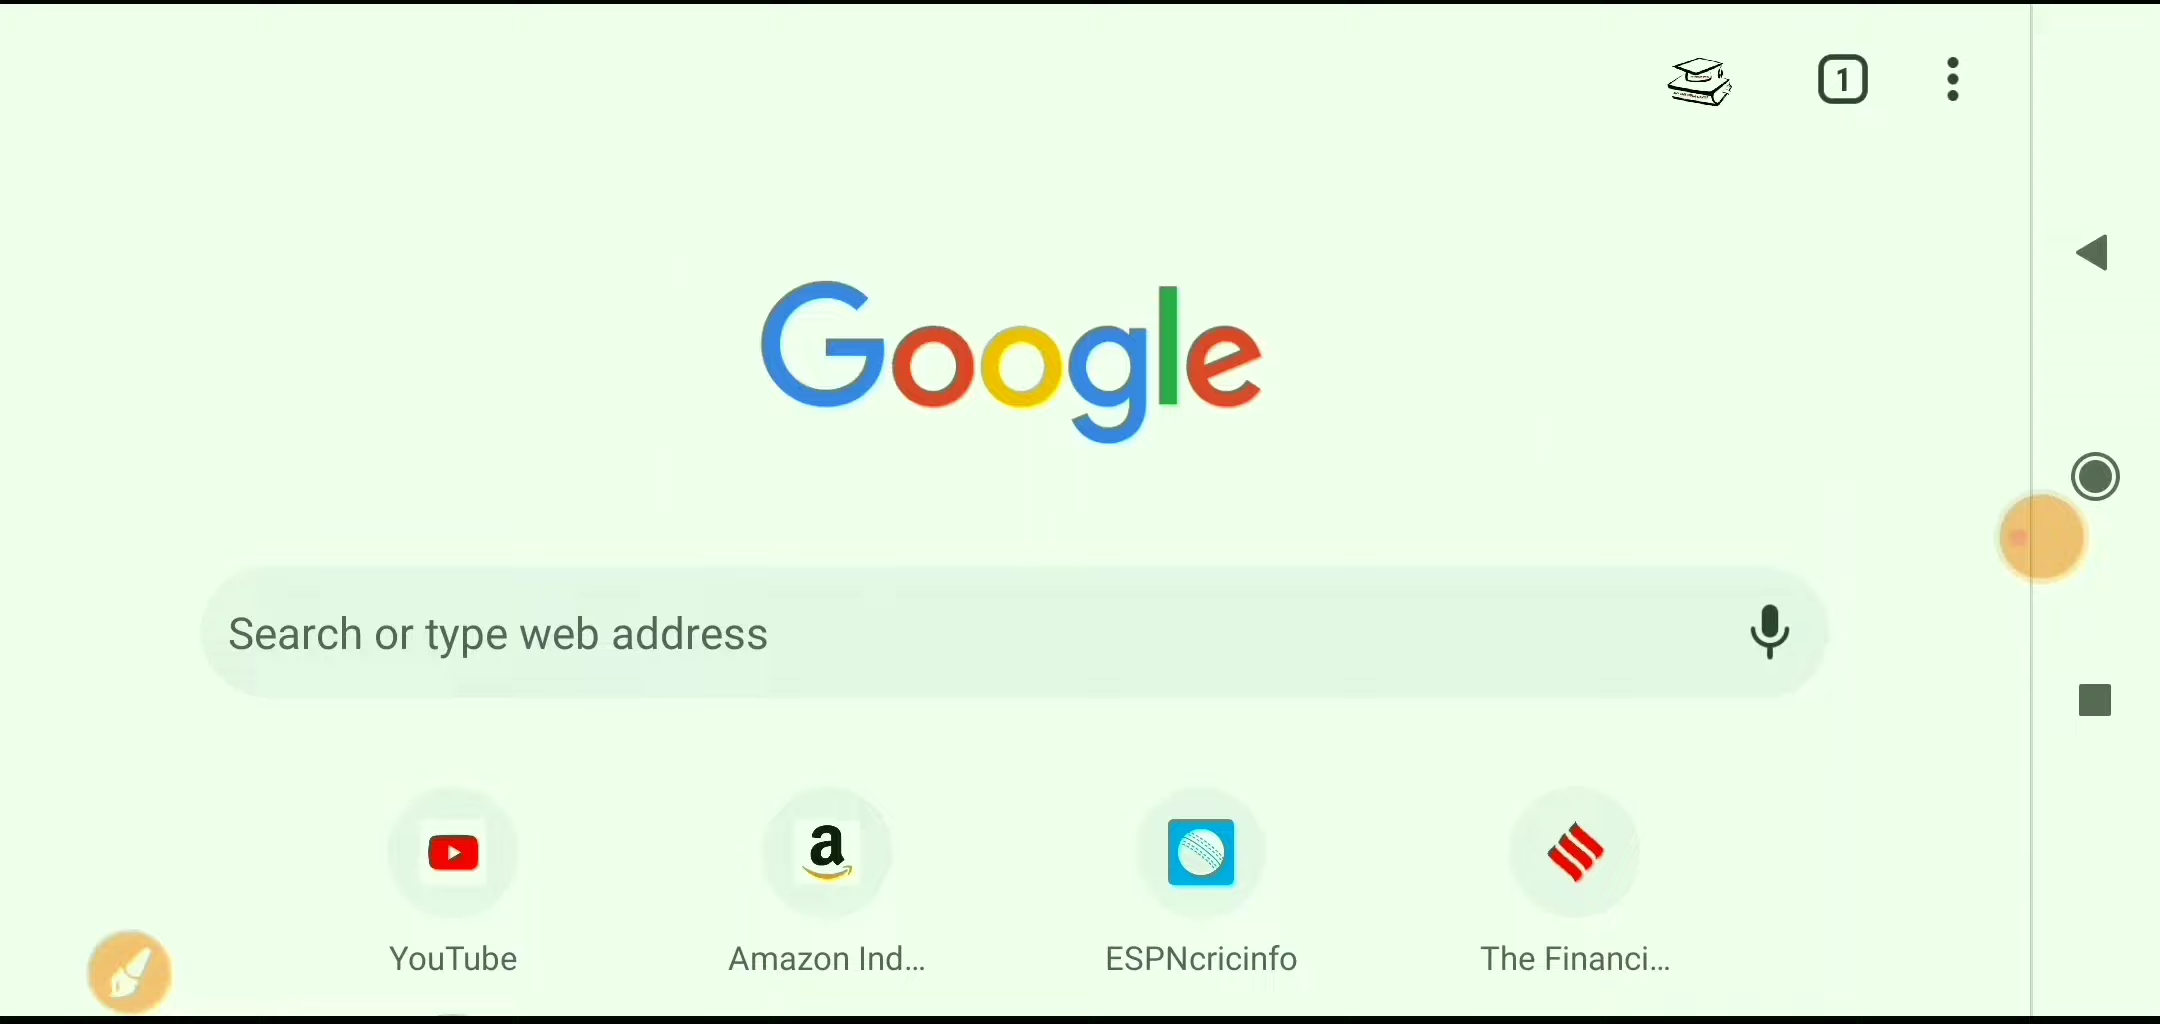 1
Google
Search or type web address
a
YouTube
Amazon Ind...
ESPNcricinfo
The Financi...